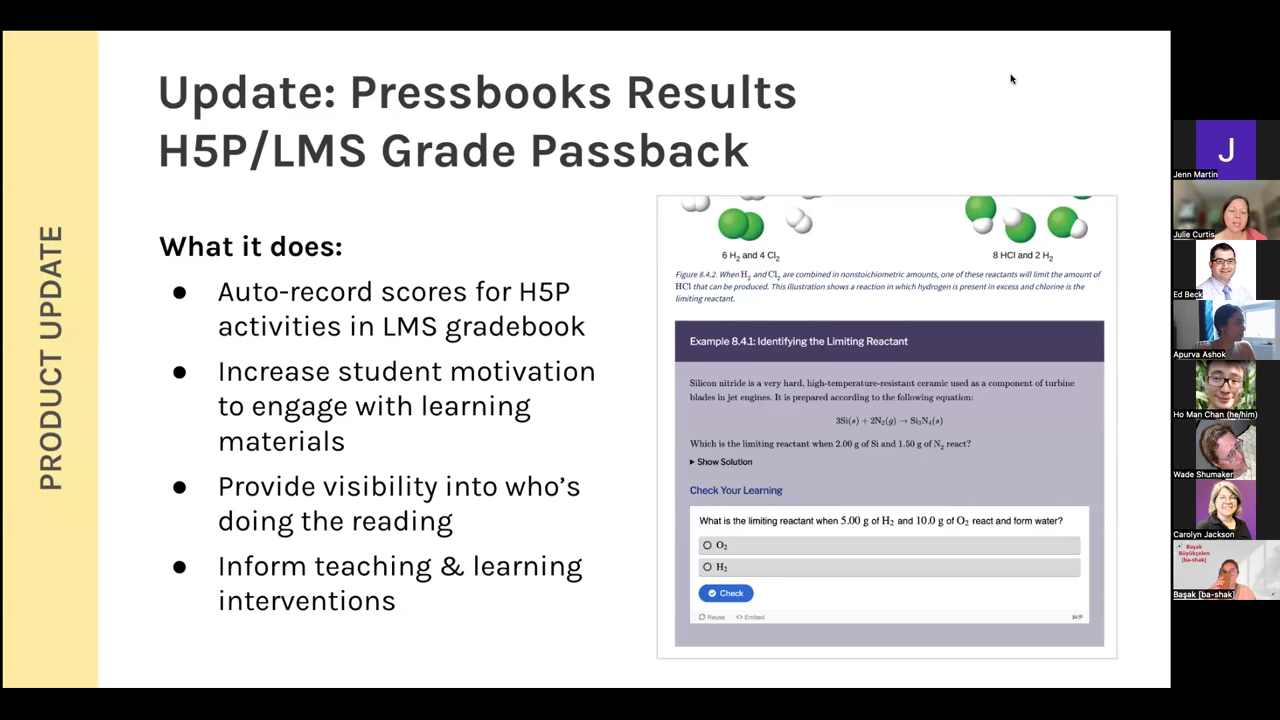 PRODUCT UPDATE
Update: Pressbooks Results
H5P/LMS Grade Passback
What it does:
● Auto-record scores for H5P
activities in LMS gradebook
● Increase student motivation
to engage with learning
materials
● Provide visibility into who's
doing the reading
● Inform teaching & learning
interventions
6 H₂ and 4 Cl₂
8 HCl and 2 H₂
Figure 8.4.2. When H₂ and Cl₂ are combined in nonstoichiometric amounts, one of these reactants will limit the amount of
HCl that can be produced. This illustration shows a reaction in which hydrogen is present in excess and chlorine is the
limiting reactant.
Example 8.4.1: Identifying the Limiting Reactant
Silicon nitride is a very hard, high-temperature-resistant ceramic used as a component of turbine
blades in jet engines. It is prepared according to the following equation:
3Si(s) + 2N₂(g) → Si₃N₄(s)
Which is the limiting reactant when 2.00 g of Si and 1.50 g of N₂ react?
▸ Show Solution
Check Your Learning
What is the limiting reactant when 5.00 g of H₂ and 10.0 g of O₂ react and form water?
O₂
H₂
Check
Reuse <> Embed
H5P
J
Jenn Martin
Julie Curtis
Ed Beck
Apurva Ashok
Ho Man Chan (he/him)
Wade Shumaker
Carolyn Jackson
Başak
Büyükçelen
[ba-shak]
Başak [ba-shak]